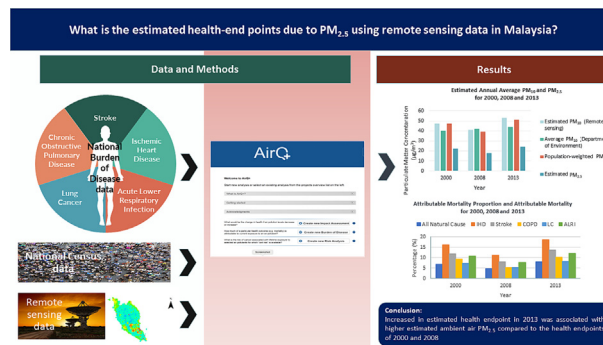 What is the estimated health-end points due to PM2.5 using remote sensing data in Malaysia?
Data and Methods
Results
Stroke
Chronic
Obstructive
Pulmonary
Disease
Ischemic
Heart
Disease
National
Burden
of
Disease
data
Lung
Cancer
Acute Lower
Respiratory
Infection
National Census
data
Remote
sensing
data
AirQ+
Estimated Annual Average PM10 and PM2.5
for 2000, 2008 and 2013
Particulate Matter Concentration
(µg/m³)
60
50
40
30
20
10
0
2000
2008
2013
Year
Estimated PM10 (Remote
sensing)
Average PM10 (Department
of Environment)
Population-weighted PM
Estimated PM2.5
Attributable Mortality Proportion and Attributable Mortality
for 2000, 2008 and 2013
All Natural Cause
IHD
Stroke
COPD
LC
ALRI
Percentage (%)
20
15
10
5
0
2000
2008
2013
Year
Conclusion:
Increased in estimated health endpoint in 2013 was associated with
higher estimated ambient air PM2.5 compared to the health endpoints
of 2000 and 2008